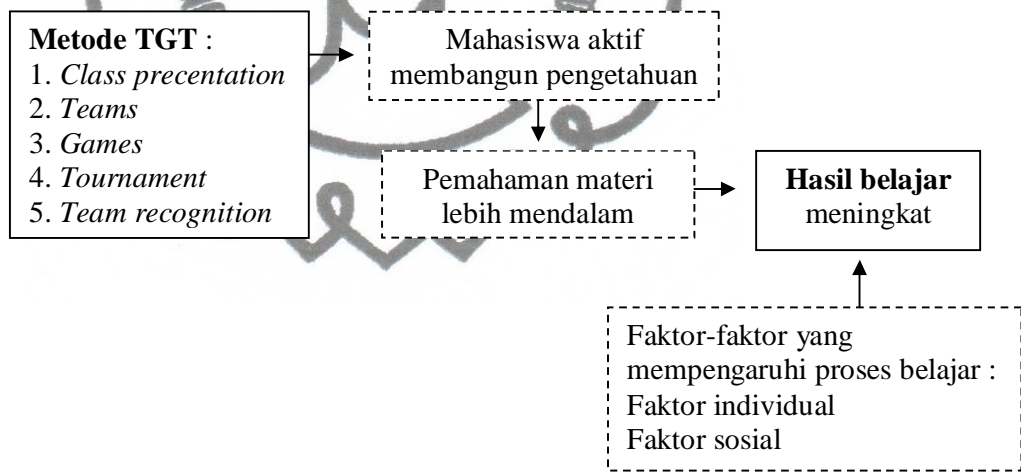 Metode TGT :
1. Class precentation
2. Teams
3. Games
4. Tournament
5. Team recognition
Mahasiswa aktif
membangun pengetahuan
Pemahaman materi
lebih mendalam
Hasil belajar
meningkat
Faktor-faktor yang
mempengaruhi proses belajar :
Faktor individual
Faktor sosial